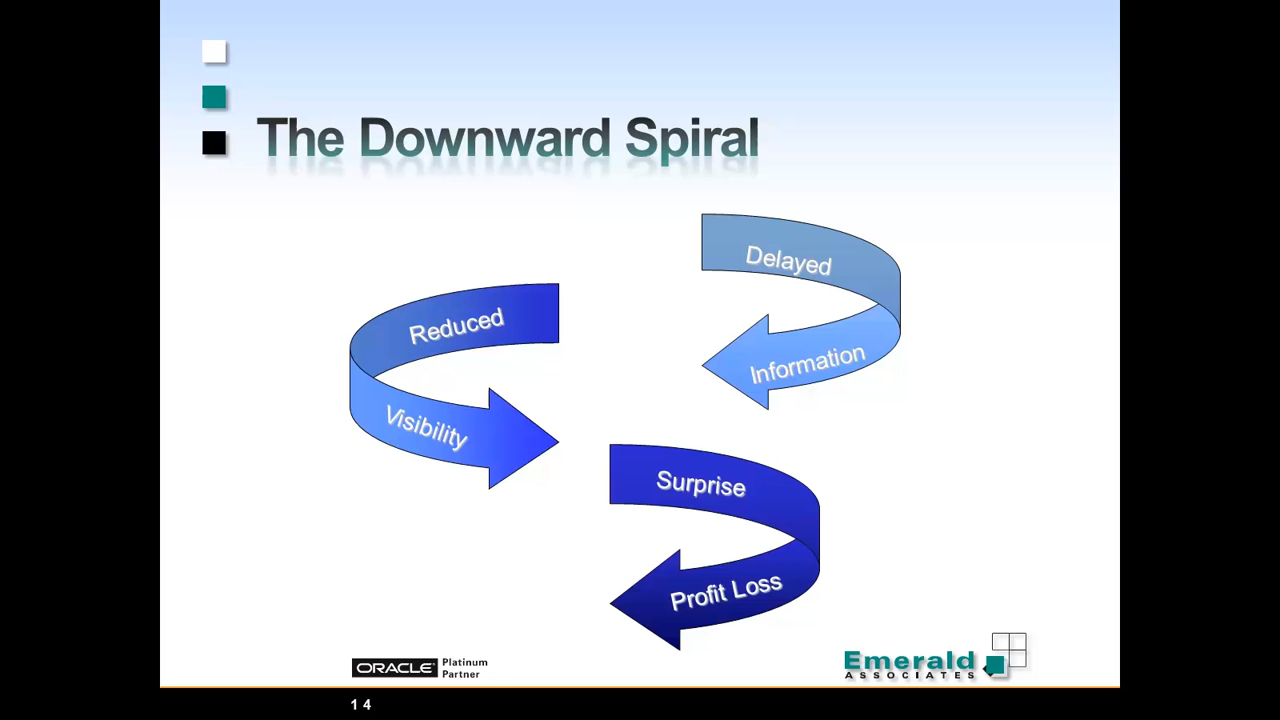 The Downward Spiral
Delayed
Information
Reduced
Visibility
Surprise
Profit Loss
ORACLE® Platinum
Partner
Emerald
ASSOCIATES
14